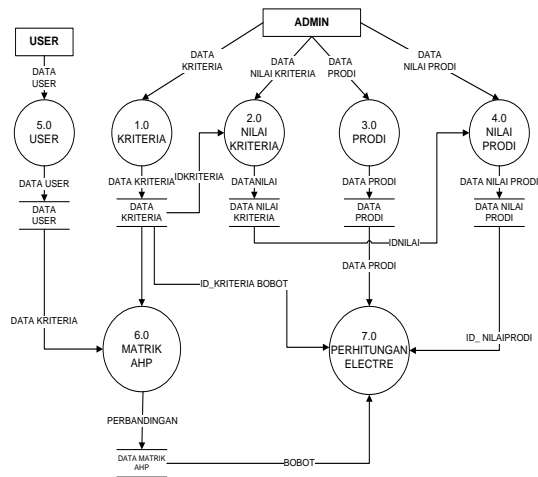 ADMIN
USER
DATA
USER
DATA
KRITERIA
DATA
NILAI KRITERIA
DATA
PRODI
DATA
NILAI PRODI
5.0
USER
1.0
KRITERIA
2.0
NILAI
KRITERIA
3.0
PRODI
4.0
NILAI
PRODI
DATA USER
DATA KRITERIA
IDKRITERIA
DATANILAI
DATA PRODI
DATA NILAI PRODI
DATA
USER
DATA
KRITERIA
DATA NILAI
KRITERIA
DATA
PRODI
DATA NILAI
PRODI
IDNILAI
DATA PRODI
ID_KRITERIA BOBOT
DATA KRITERIA
6.0
MATRIK
AHP
7.0
PERHITUNGAN
ELECTRE
ID_ NILAIPRODI
PERBANDINGAN
DATA MATRIK
AHP
BOBOT